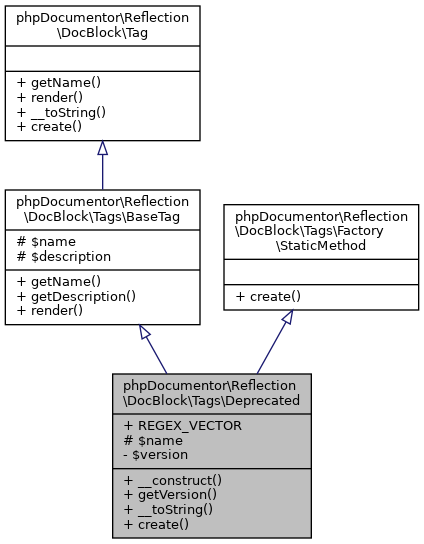 phpDocumentor\Reflection
\DocBlock\Tag
+ getName()
+ render()
+ __toString()
+ create()
phpDocumentor\Reflection
\DocBlock\Tags\BaseTag
# $name
# $description
+ getName()
+ getDescription()
+ render()
phpDocumentor\Reflection
\DocBlock\Tags\Factory
\StaticMethod
+ create()
phpDocumentor\Reflection
\DocBlock\Tags\Deprecated
+ REGEX_VECTOR
# $name
- $version
+ __construct()
+ getVersion()
+ __toString()
+ create()